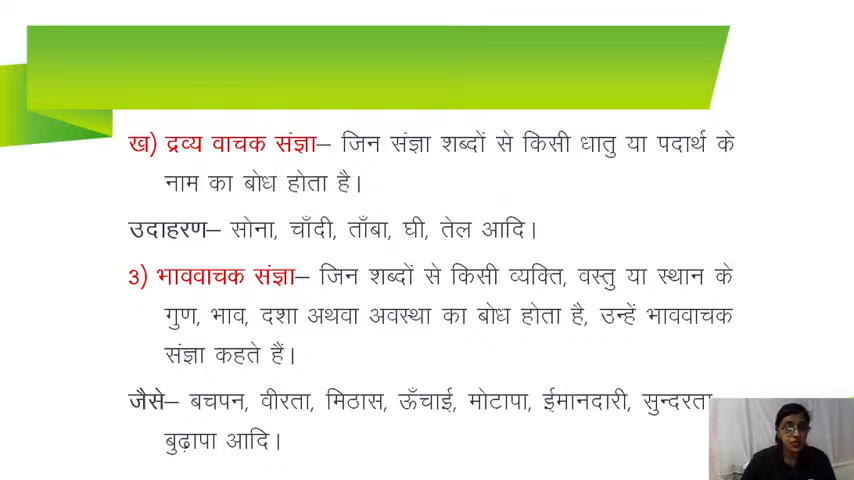 ख) द्रव्य वाचक संज्ञा– जिन संज्ञा शब्दों से किसी धातु या पदार्थ के
नाम का बोध होता है।
उदाहरण– सोना, चाँदी, ताँबा, घी, तेल आदि।
3) भाववाचक संज्ञा– जिन शब्दों से किसी व्यक्ति, वस्तु या स्थान के
गुण, भाव, दशा अथवा अवस्था का बोध होता है, उन्हें भाववाचक
संज्ञा कहते हैं।
जैसे– बचपन, वीरता, मिठास, ऊँचाई, मोटापा, ईमानदारी, सुन्दरता
बुढ़ापा आदि।